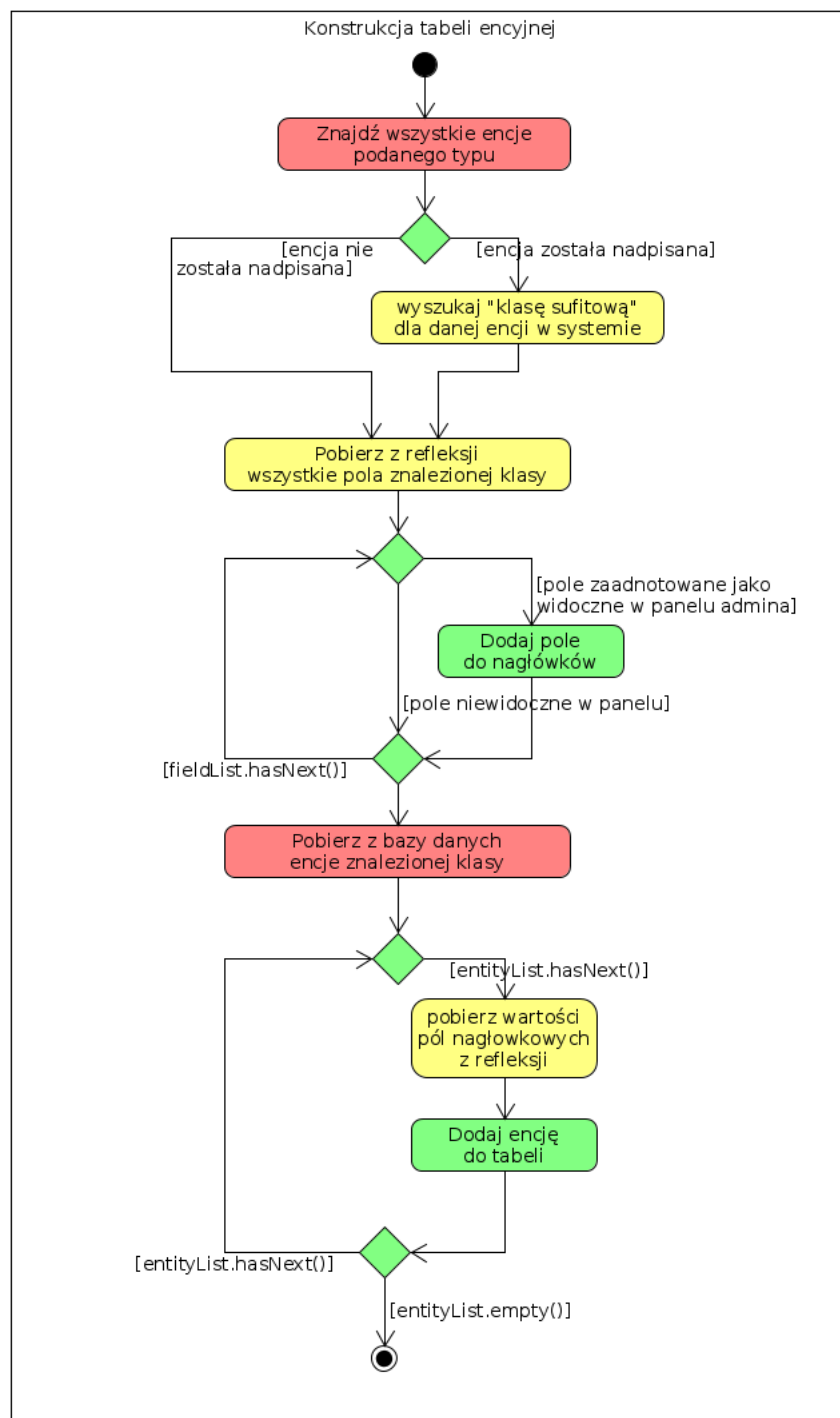 Konstrukcja tabeli encyjnej
Znajdź wszystkie encje
podanego typu
[encja nie
została nadpisana]
[encja została nadpisana]
wyszukaj "klasę sufitową"
dla danej encji w systemie
Pobierz z refleksji
wszystkie pola znalezionej klasy
[pole zaadnotowane jako
widoczne w panelu admina]
Dodaj pole
do nagłówków
[pole niewidoczne w panelu]
[fieldList.hasNext()]
Pobierz z bazy danych
encje znalezionej klasy
[entityList.hasNext()]
pobierz wartości
pól nagłowkowych
z refleksji
Dodaj encję
do tabeli
[entityList.hasNext()]
[entityList.empty()]